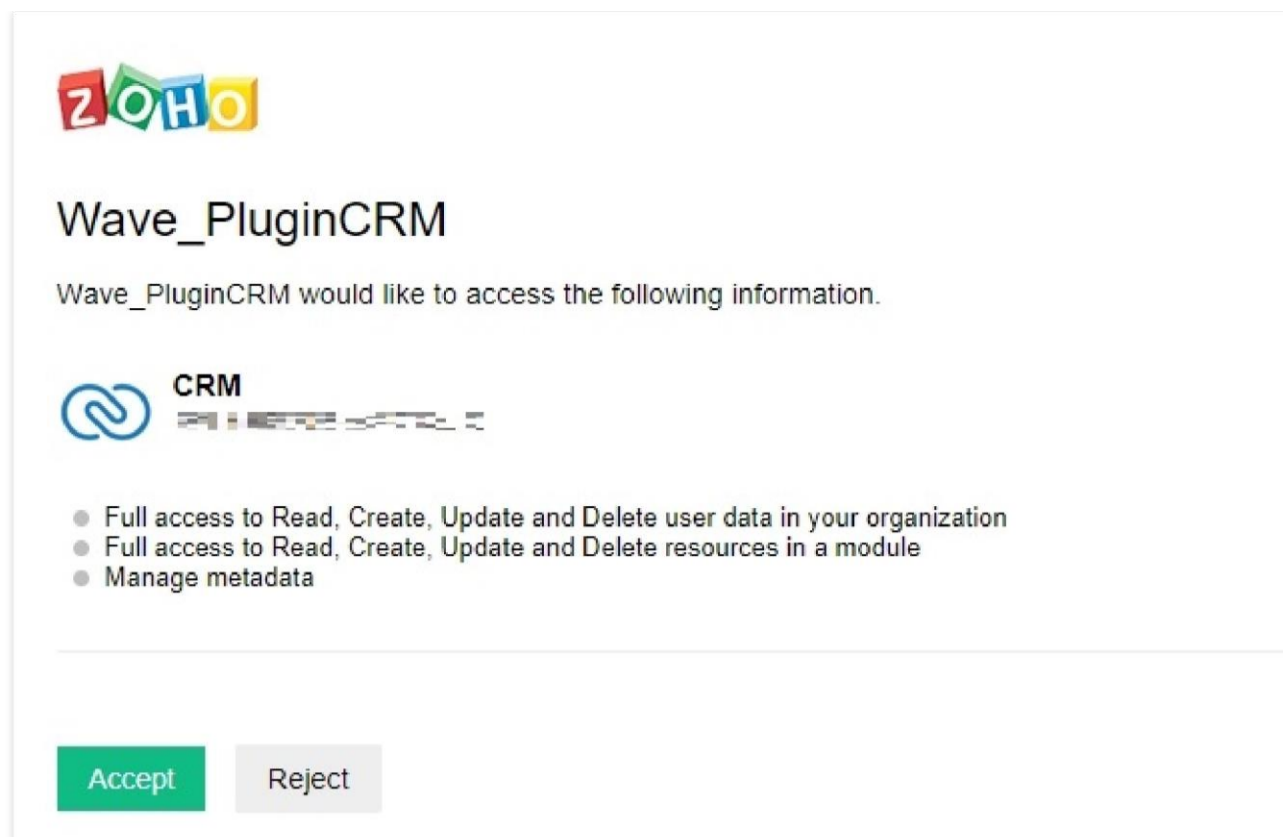 ZOHO
Wave_PluginCRM
Wave_PluginCRM would like to access the following information.
CRM
Full access to Read, Create, Update and Delete user data in your organization
Full access to Read, Create, Update and Delete resources in a module
Manage metadata
Accept
Reject